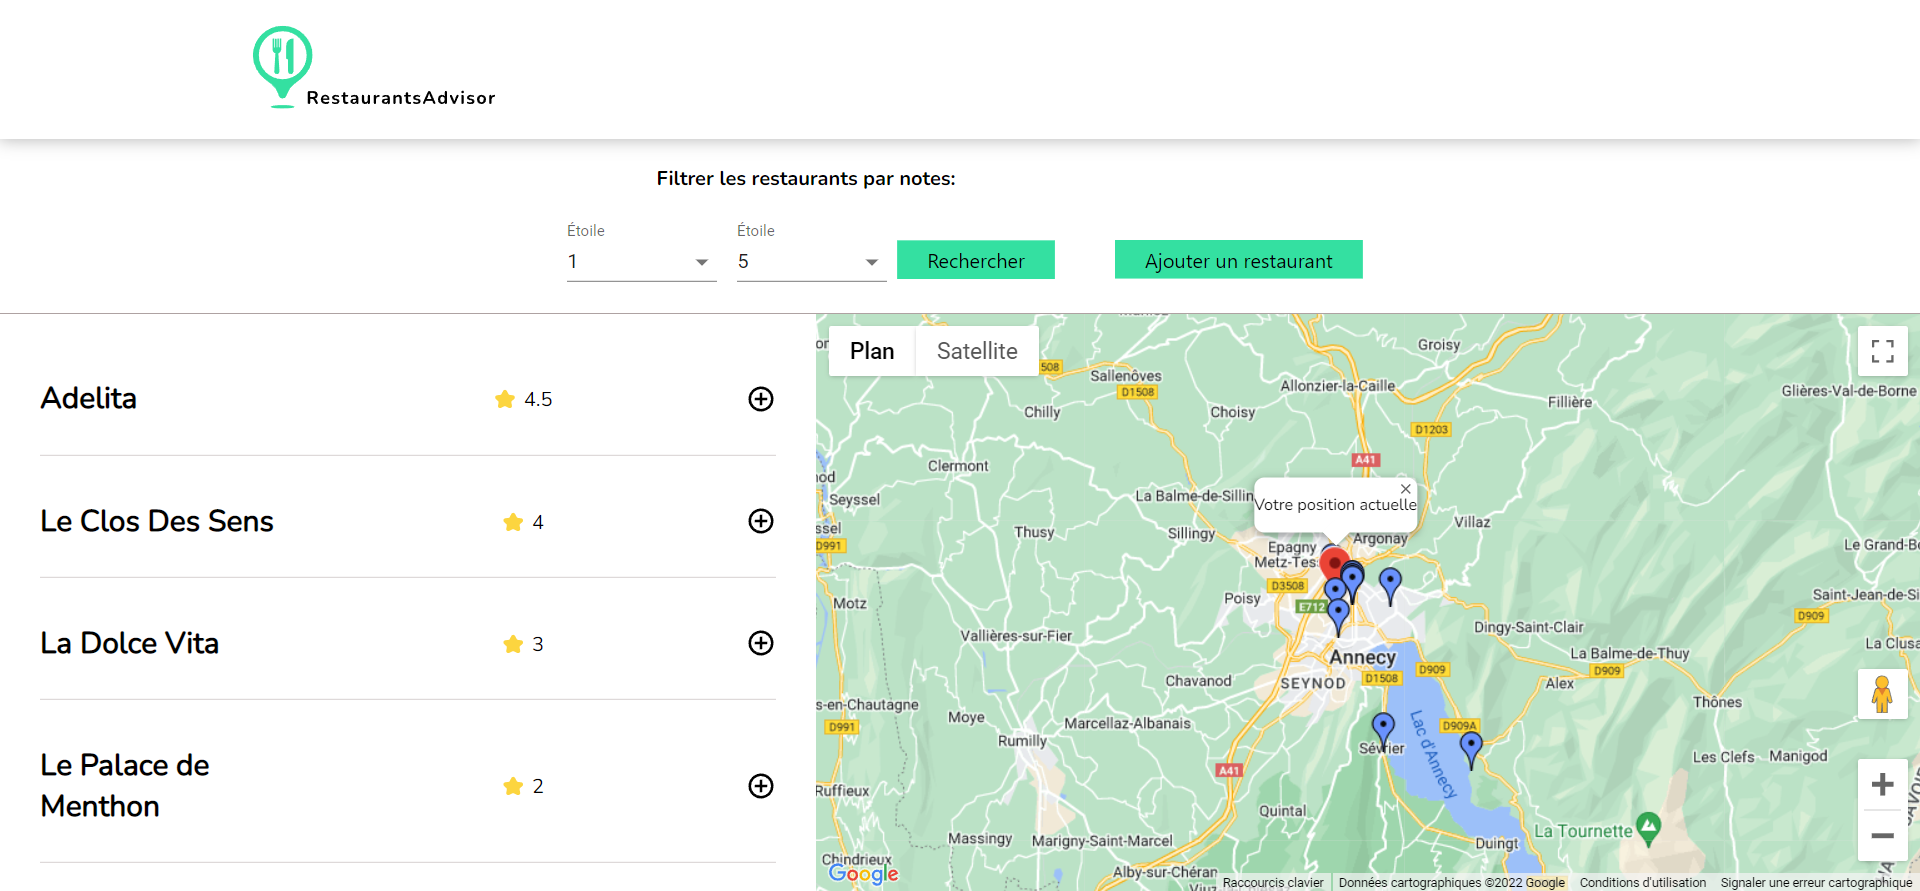 RestaurantsAdvisor
Filtrer les restaurants par notes:
Étoile
1
Étoile
5
Rechercher
Ajouter un restaurant
Adelita
4.5
Le Clos Des Sens
4
La Dolce Vita
3
Le Palace de
Menthon
2
Plan
Satellite
508
Groisy
Sallenôves
D1508
Allonzier-la-Caille
Glières-Val-de-Borne
Chilly
Choisy
Fillière
D1203
A41
Clermont
Seyssel
La Balme-de-Sillin
Votre position actuelle
Villaz
Thusy
Sillingy
Argonay
D991
Epagny
Metz-Tes
Le Grand-B
D3508
Poisy
E712
Motz
Saint-Jean-de-Si
D909
Vallières-sur-Fier
Dingy-Saint-Clair
La Clusa
Annecy
La Balme-de-Thuy
D909
D909
Chavanod
SEYNOD
D1508
Alex
s-en-Chautagne
Moye
Marcellaz-Albanais
Thônes
D991
Lac d'Annecy
D909A
Rumilly
Sévrier
Les Clefs
Manigod
A41
Ruffieux
Quintal
Massingy
Marigny-Saint-Marcel
La Tournette
Duingt
Chindrieux
Google
Alby-sur-Chéran
Raccourcis clavier
Données cartographiques ©2022 Google
Conditions d'utilisation
Signaler une erreur cartographique